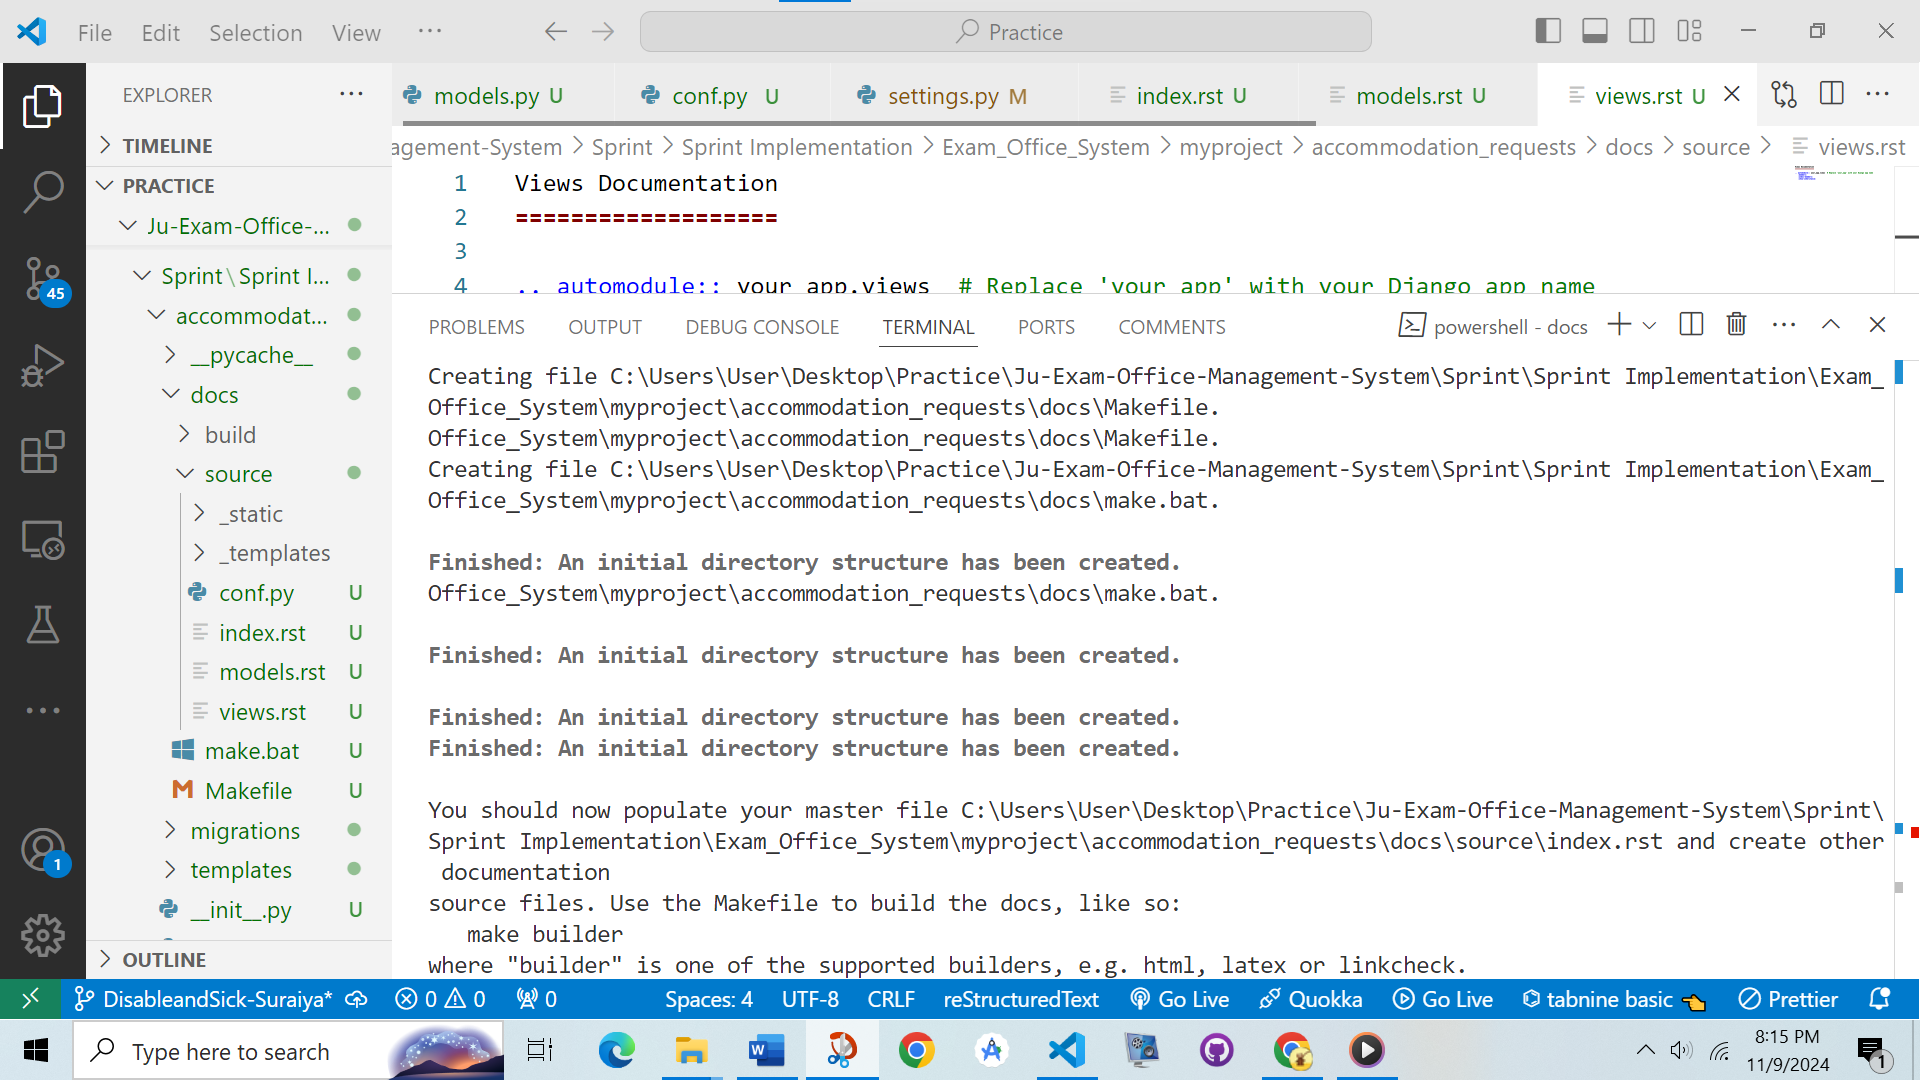 File Edit Selection View ··· Practice
EXPLORER ···
TIMELINE
PRACTICE
Ju-Exam-Office-...
Sprint\Sprint I...
accommodat...
__pycache__
docs
build
source
_static
_templates
conf.py U
index.rst U
models.rst U
views.rst U
make.bat U
Makefile U
migrations
templates
__init__.py U
OUTLINE
45
1
models.py U conf.py U settings.py M index.rst U models.rst U views.rst U
agement-System > Sprint > Sprint Implementation > Exam_Office_System > myproject > accommodation_requests > docs > source > views.rst
1 Views Documentation
2 ===================
3
4 .. automodule:: your_app.views # Replace 'your_app' with your Django app name
PROBLEMS OUTPUT DEBUG CONSOLE TERMINAL PORTS COMMENTS powershell - docs
Creating file C:\Users\User\Desktop\Practice\Ju-Exam-Office-Management-System\Sprint\Sprint Implementation\Exam_
Office_System\myproject\accommodation_requests\docs\Makefile.
Office_System\myproject\accommodation_requests\docs\Makefile.
Creating file C:\Users\User\Desktop\Practice\Ju-Exam-Office-Management-System\Sprint\Sprint Implementation\Exam_
Office_System\myproject\accommodation_requests\docs\make.bat.
Finished: An initial directory structure has been created.
Office_System\myproject\accommodation_requests\docs\make.bat.
Finished: An initial directory structure has been created.
Finished: An initial directory structure has been created.
Finished: An initial directory structure has been created.
You should now populate your master file C:\Users\User\Desktop\Practice\Ju-Exam-Office-Management-System\Sprint\
Sprint Implementation\Exam_Office_System\myproject\accommodation_requests\docs\source\index.rst and create other
documentation
source files. Use the Makefile to build the docs, like so:
make builder
where "builder" is one of the supported builders, e.g. html, latex or linkcheck.
DisableandSick-Suraiya* 0 0 0 Spaces: 4 UTF-8 CRLF reStructuredText Go Live Quokka Go Live tabnine basic Prettier
Type here to search
8:15 PM
11/9/2024
1